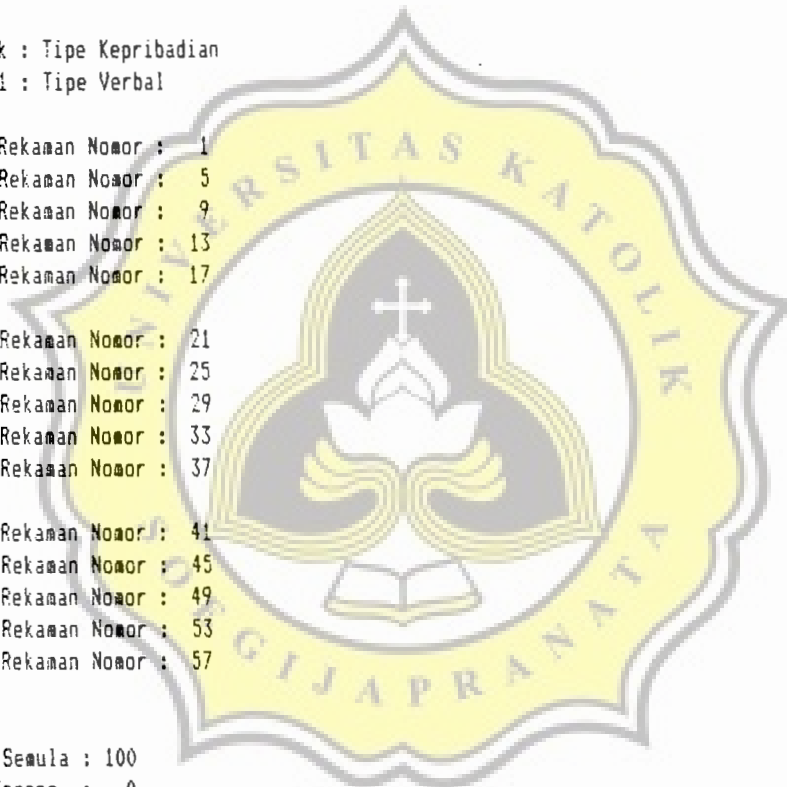 k : Tipe Kepribadian
1 : Tipe Verbal
Rekaman Nomor : 1
Rekaman Nomor : 5
Rekaman Nomor : 9
Rekaman Nomor : 13
Rekaman Nomor : 17
Rekaman Nomor : 21
Rekaman Nomor : 25
Rekaman Nomor : 29
Rekaman Nomor : 33
Rekaman Nomor : 37
Rekaman Nomor : 41
Rekaman Nomor : 45
Rekaman Nomor : 49
Rekaman Nomor : 53
Rekaman Nomor : 57
Semula : 100
UNIVERSITAS KATOLIK
SOEGIJAPRANATA